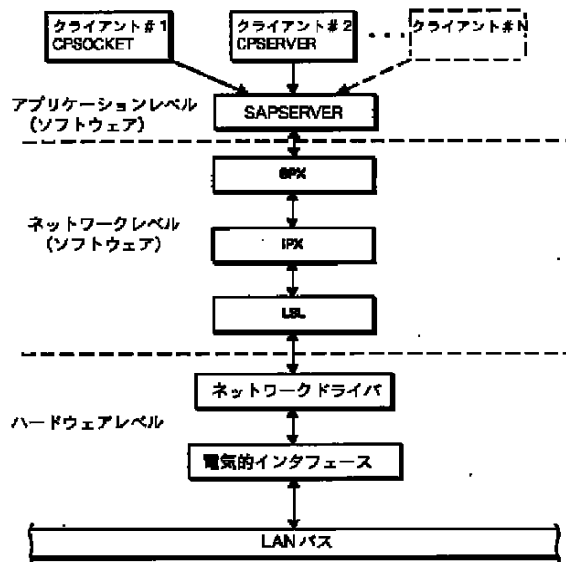 クライアント#1
CPSOCKET
クライアント#2
CPSERVER
クライアント#N
アプリケーションレベル
(ソフトウェア)
SAPSERVER
SPX
ネットワークレベル
(ソフトウェア)
IPX
LSL
ネットワークドライバ
ハードウェアレベル
電気的インタフェース
LANバス